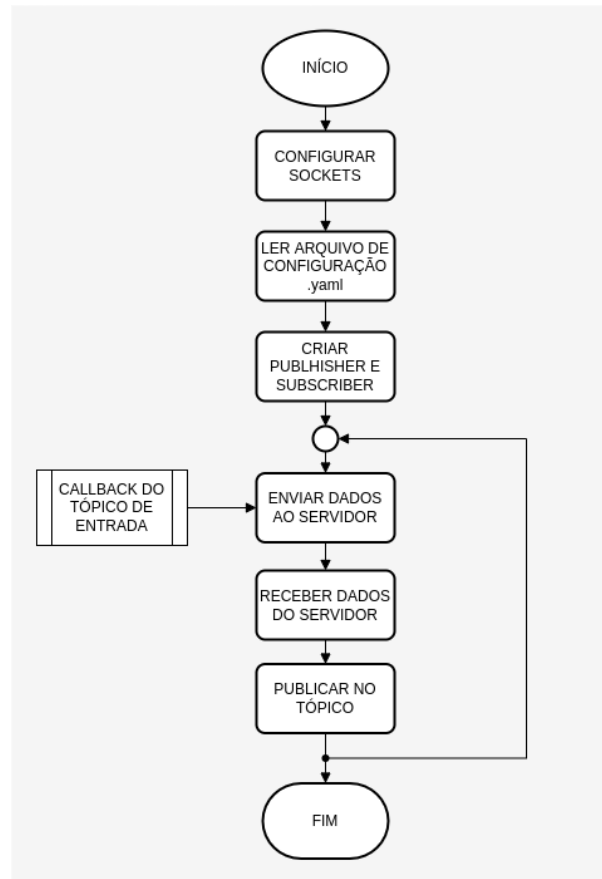 INÍCIO
CONFIGURAR
SOCKETS
LER ARQUIVO DE
CONFIGURAÇÃO
.yaml
CRIAR
PUBLHISHER E
SUBSCRIBER
CALLBACK DO
TÓPICO DE
ENTRADA
ENVIAR DADOS
AO SERVIDOR
RECEBER DADOS
DO SERVIDOR
PUBLICAR NO
TÓPICO
FIM